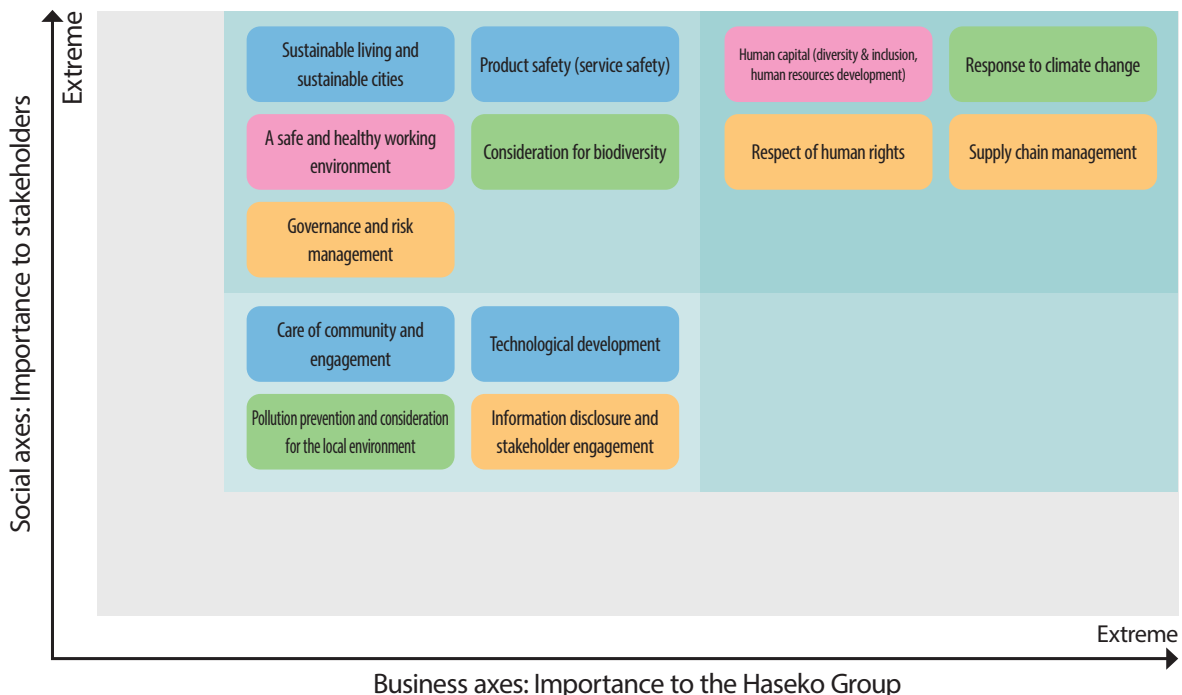 Social axes: Importance to stakeholders
Extreme
Sustainable living and
sustainable cities
Product safety (service safety)
Human capital (diversity & inclusion,
human resources development)
Response to climate change
A safe and healthy working
environment
Consideration for biodiversity
Respect of human rights
Supply chain management
Governance and risk
management
Care of community and
engagement
Technological development
Pollution prevention and consideration
for the local environment
Information disclosure and
stakeholder engagement
Extreme
Business axes: Importance to the Haseko Group